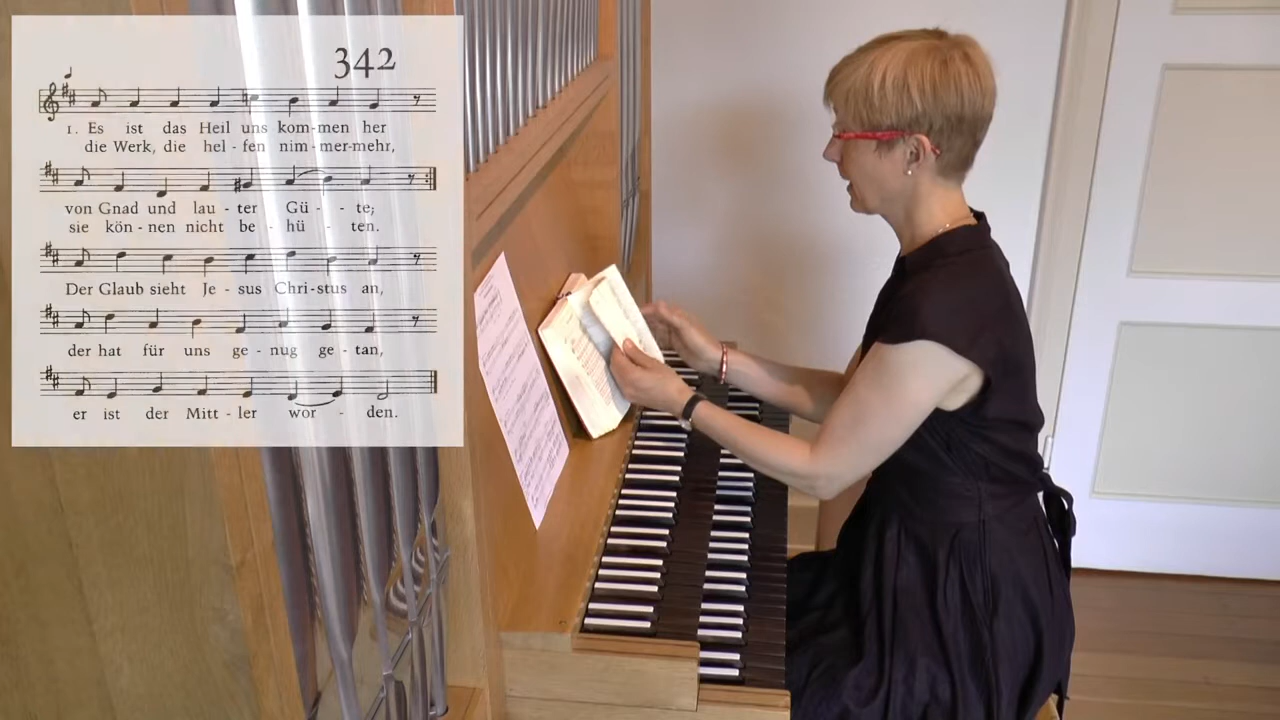 342
1. Es ist das Heil uns kom-men her
die Werk, die hel - fen nim-mer-mehr,
von Gnad und lau - ter Gü - - te;
sie kön - nen nicht be - hü - ten.
Der Glaub sieht Je - sus Chri-stus an,
der hat für uns ge - nug ge - tan,
er ist der Mitt - ler wor - den.